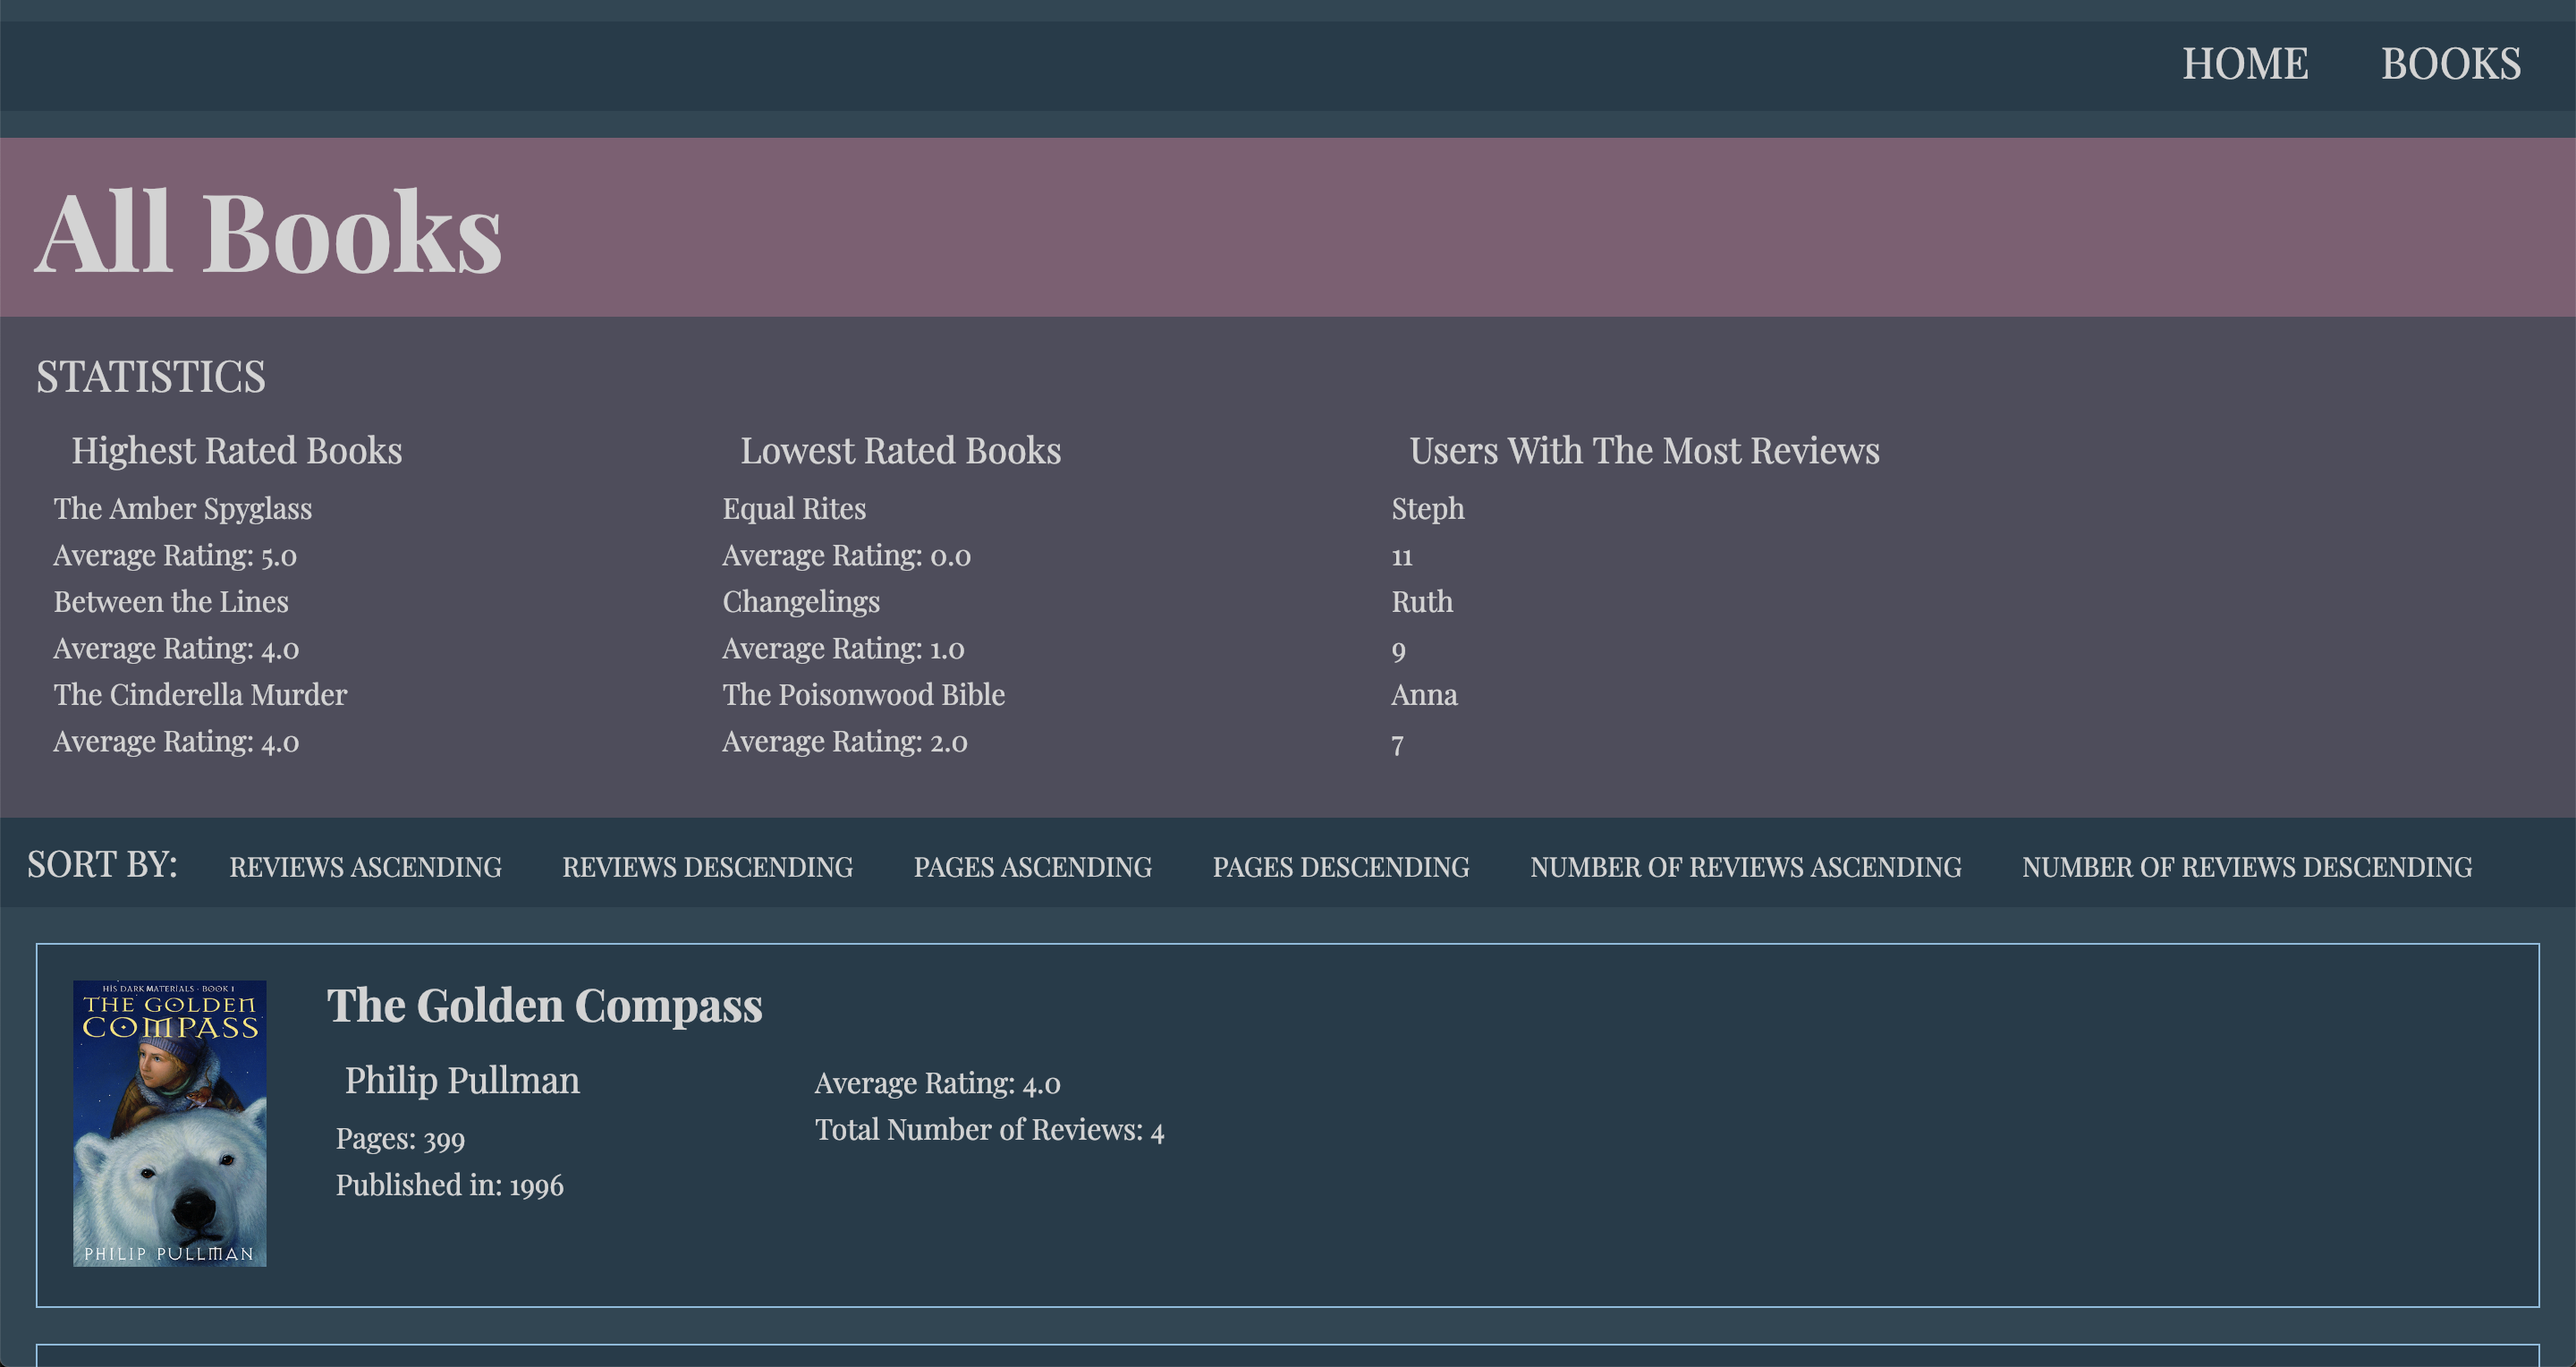 HOME BOOKS
All Books
STATISTICS
Highest Rated Books
The Amber Spyglass
Average Rating: 5.0
Between the Lines
Average Rating: 4.0
The Cinderella Murder
Average Rating: 4.0
Lowest Rated Books
Equal Rites
Average Rating: 0.0
Changelings
Average Rating: 1.0
The Poisonwood Bible
Average Rating: 2.0
Users With The Most Reviews
Steph
11
Ruth
9
Anna
7
SORT BY: REVIEWS ASCENDING REVIEWS DESCENDING PAGES ASCENDING PAGES DESCENDING NUMBER OF REVIEWS ASCENDING NUMBER OF REVIEWS DESCENDING
HIS DARK MATERIALS · BOOK 1
THE GOLDEN
COMPASS
PHILIP PULLMAN
The Golden Compass
Philip Pullman
Pages: 399
Published in: 1996
Average Rating: 4.0
Total Number of Reviews: 4